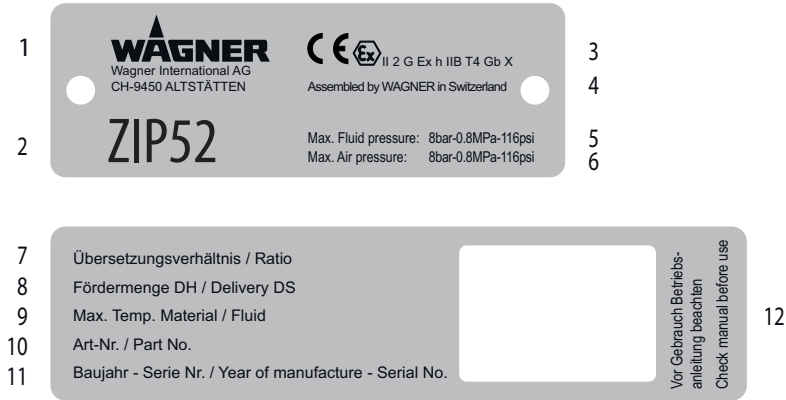 1
WAGNER
Wagner International AG
CH-9450 ALTSTÄTTEN
CE Ex II 2 G Ex h IIB T4 Gb X
3
Assembled by WAGNER in Switzerland
4
2
ZIP52
Max. Fluid pressure: 8bar-0.8MPa-116psi
5
Max. Air pressure: 8bar-0.8MPa-116psi
6
7
Übersetzungsverhältnis / Ratio
8
Fördermenge DH / Delivery DS
9
Max. Temp. Material / Fluid
10
Art-Nr. / Part No.
11
Baujahr - Serie Nr. / Year of manufacture - Serial No.
Vor Gebrauch Betriebs-
anleitung beachten
Check manual before use
12